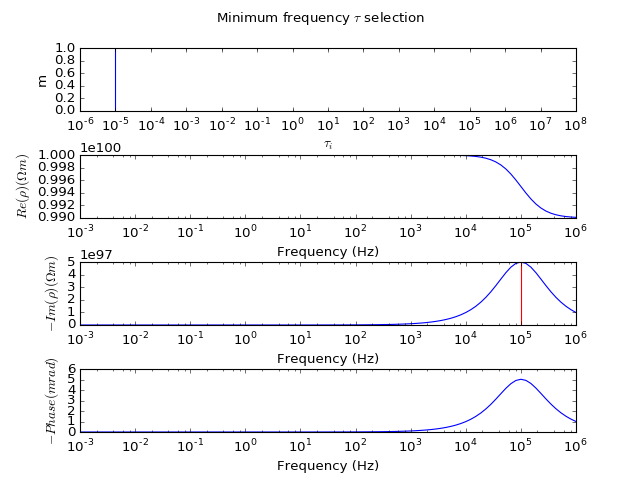 Minimum frequency τ selection
1.0
0.8
0.6
0.4
0.2
0.0
m
10^-6 10^-5 10^-4 10^-3 10^-2 10^-1 10^0 10^1 10^2 10^3 10^4 10^5 10^6 10^7 10^8
τ_i
1e100
1.000
0.998
0.996
0.994
0.992
0.990
Re(ρ)(Ωm)
10^-3 10^-2 10^-1 10^0 10^1 10^2 10^3 10^4 10^5 10^6
Frequency (Hz)
1e97
5
4
3
2
1
0
−Im(ρ)(Ωm)
10^-3 10^-2 10^-1 10^0 10^1 10^2 10^3 10^4 10^5 10^6
Frequency (Hz)
6
5
4
3
2
1
0
−Phase(mrad)
10^-3 10^-2 10^-1 10^0 10^1 10^2 10^3 10^4 10^5 10^6
Frequency (Hz)